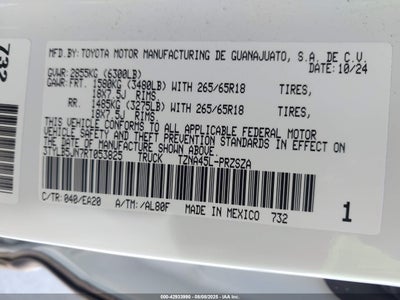 732
MFD. BY: TOYOTA MOTOR MANUFACTURING DE GUANAJUATO, S.A. DE C.V.
DATE: 10/24
GVWR: 2855KG (6300LB)
GAWR: FRT. 1580KG (3480LB) WITH 265/65R18 TIRES,
18X7.5J RIMS
RR. 1485KG (3275LB) WITH 265/65R18 TIRES,
18X7.5J RIMS
THIS VEHICLE CONFORMS TO ALL APPLICABLE FEDERAL MOTOR
VEHICLE SAFETY AND THEFT PREVENTION STANDARDS IN EFFECT
ON THE DATE OF MANUFACTURE SHOWN ABOVE.
3TYLB5JN7RT053825 TRUCK TZNA45L-PRZSZA
C/TR: 040/EA20 A/TM: /AL80F MADE IN MEXICO 732
1
000-42933990 - 08/08/2025 - IAA, Inc.